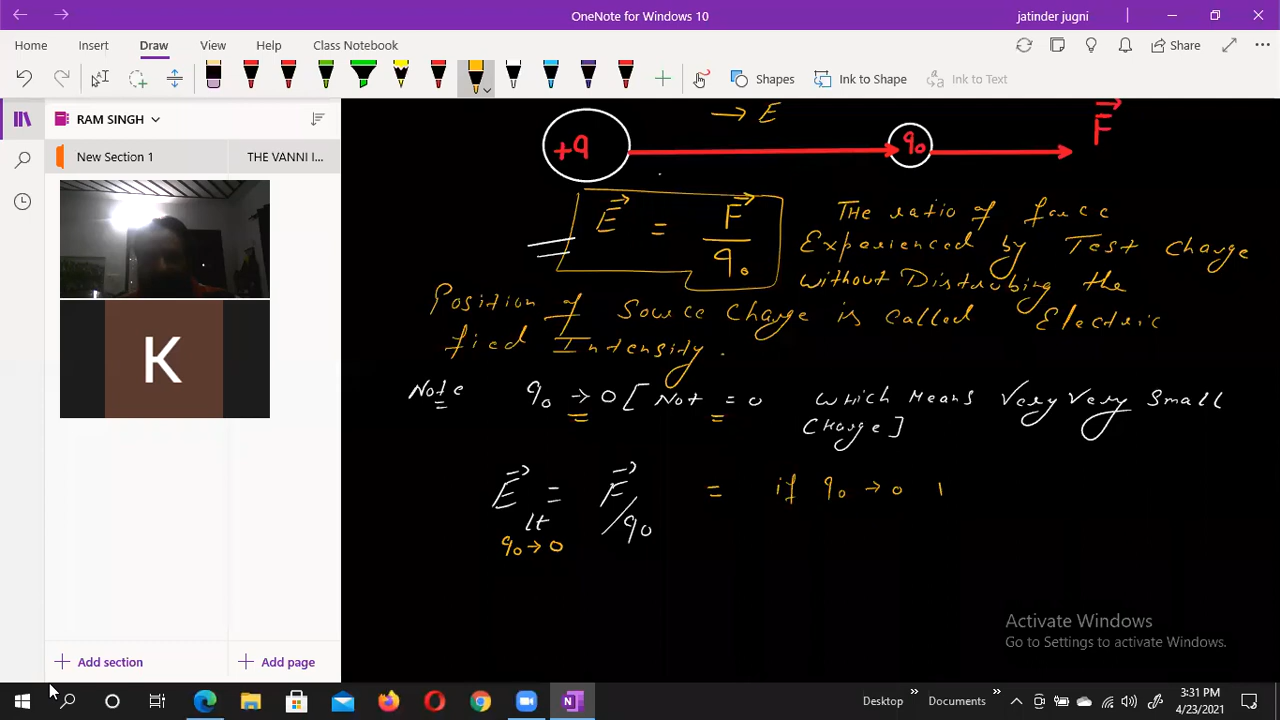 OneNote for Windows 10
jatinder jugni
Home Insert Draw View Help Class Notebook
Share
Shapes Ink to Shape Ink to Text
RAM SINGH
New Section 1
THE VANNI I...
K
→ E
+q
q₀
F
E = F / q₀
The ratio of force
Experienced by Test Charge
without Disturbing the
Position of Source Charge is called Electric
fied Intensity.
Note q₀ → 0 [ Not = 0 which Means Very Very Small
Charge]
E = F/q₀ = if q₀ → 0 1
lt
q₀ → 0
Activate Windows
Go to Settings to activate Windows.
Add section
Add page
Desktop
Documents
3:31 PM
4/23/2021